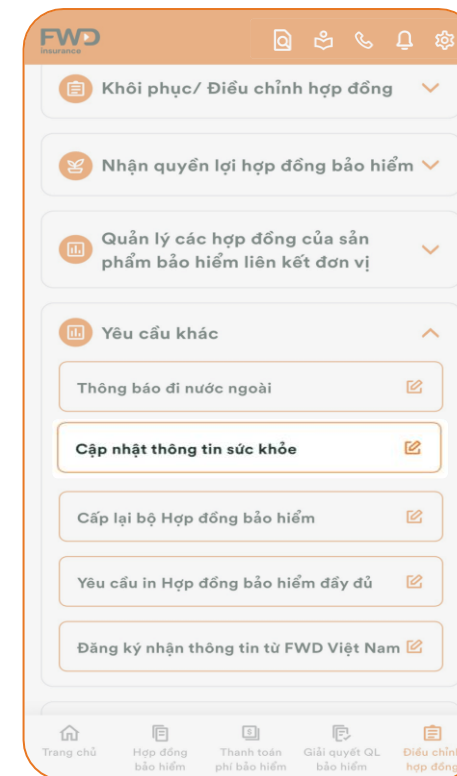 FWD
insurance
Khôi phục/ Điều chỉnh hợp đồng
Nhận quyền lợi hợp đồng bảo hiểm
Quản lý các hợp đồng của sản
phẩm bảo hiểm liên kết đơn vị
Yêu cầu khác
Thông báo đi nước ngoài
Cập nhật thông tin sức khỏe
Cấp lại bộ Hợp đồng bảo hiểm
Yêu cầu in Hợp đồng bảo hiểm đầy đủ
Đăng ký nhận thông tin từ FWD Việt Nam
Trang chủ
Hợp đồng
bảo hiểm
Thanh toán
phí bảo hiểm
Giải quyết QL
bảo hiểm
Điều chỉnh
hợp đồng